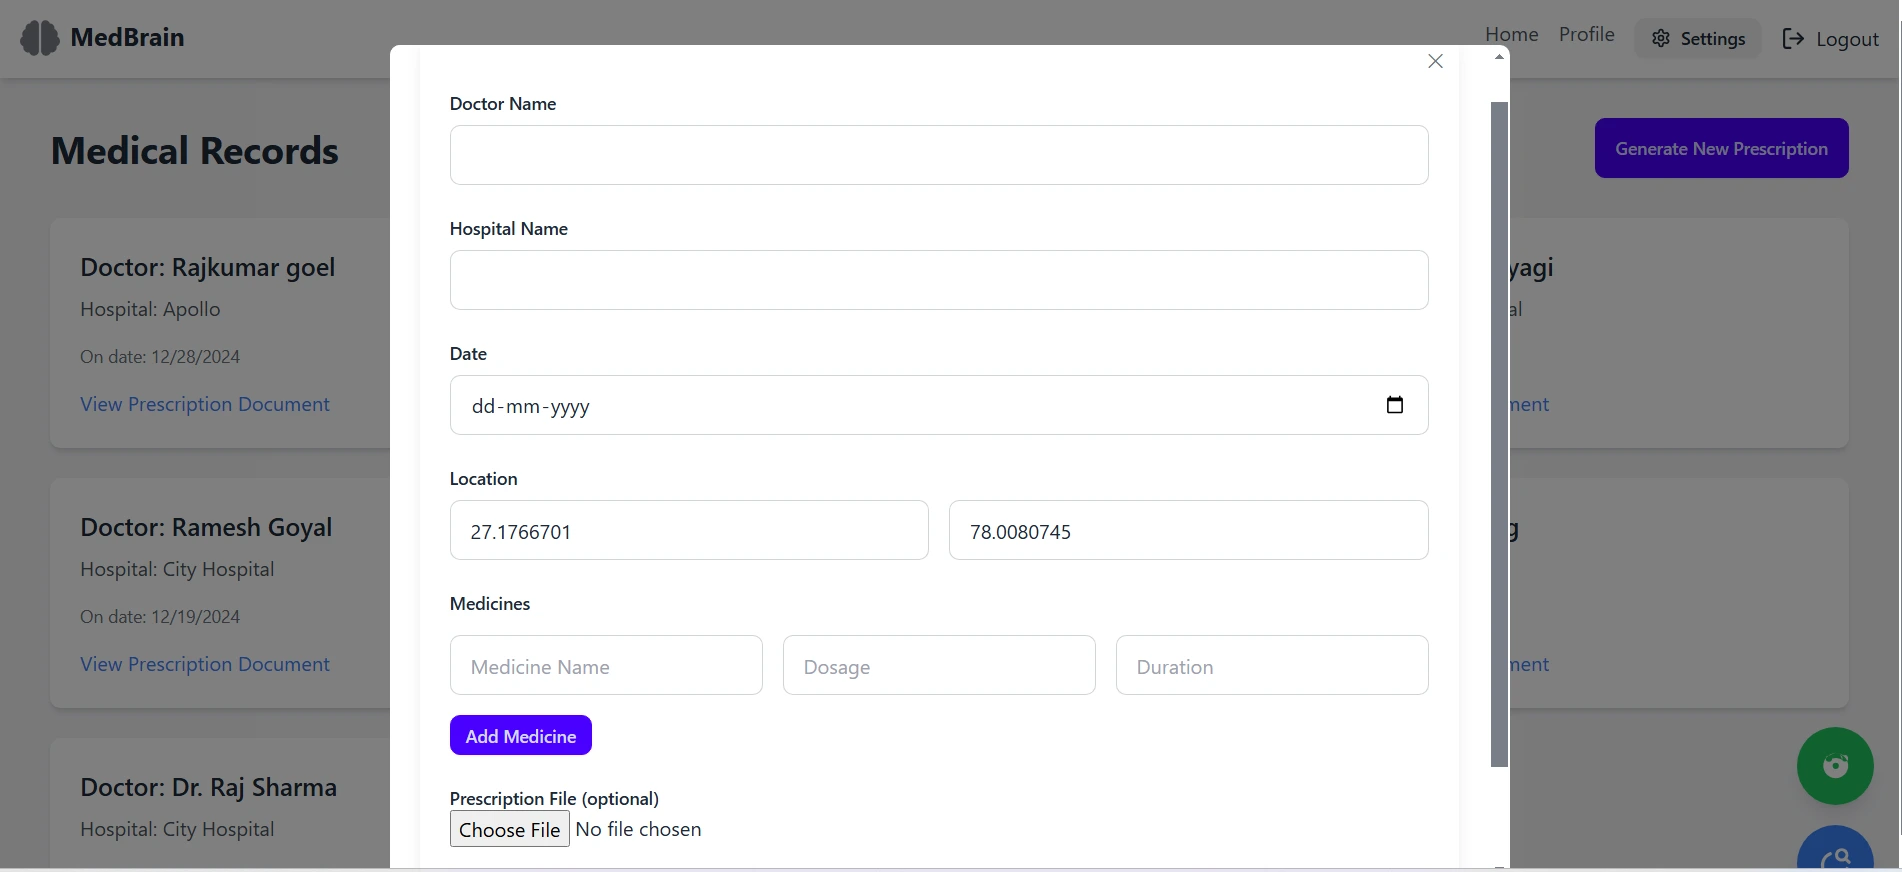 MedBrain
Home Profile Settings Logout
Medical Records
Generate New Prescription
Doctor: Rajkumar goel
Hospital: Apollo
On date: 12/28/2024
View Prescription Document
Doctor: Ramesh Goyal
Hospital: City Hospital
On date: 12/19/2024
View Prescription Document
Doctor: Dr. Raj Sharma
Hospital: City Hospital
Doctor Name
Hospital Name
Date
dd-mm-yyyy
Location
27.1766701 78.0080745
Medicines
Medicine Name Dosage Duration
Add Medicine
Prescription File (optional)
Choose File No file chosen
yagi
al
ment
g
ment